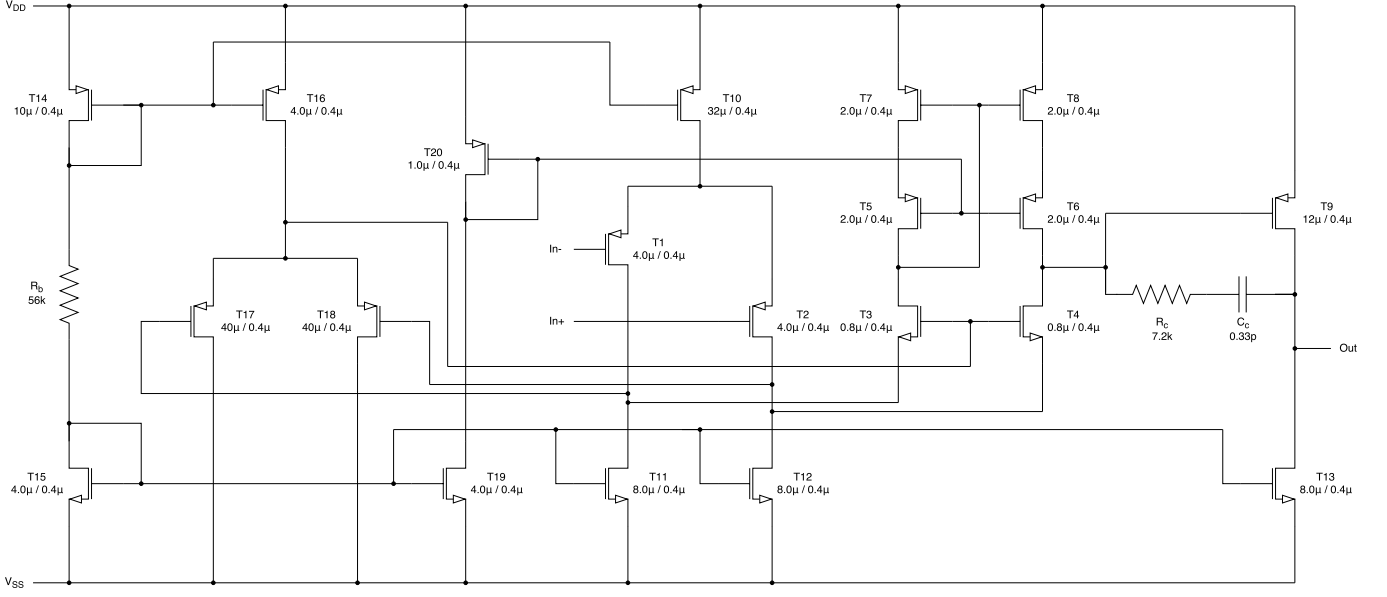 VDD
T14
10µ / 0.4µ
T16
4.0µ / 0.4µ
T10
32µ / 0.4µ
T7
2.0µ / 0.4µ
T8
2.0µ / 0.4µ
T20
1.0µ / 0.4µ
T5
2.0µ / 0.4µ
T6
2.0µ / 0.4µ
T9
12µ / 0.4µ
In-
T1
4.0µ / 0.4µ
Rb
56k
T17
40µ / 0.4µ
T18
40µ / 0.4µ
In+
T2
4.0µ / 0.4µ
T3
0.8µ / 0.4µ
T4
0.8µ / 0.4µ
Rc
7.2k
Cc
0.33p
Out
T15
4.0µ / 0.4µ
T19
4.0µ / 0.4µ
T11
8.0µ / 0.4µ
T12
8.0µ / 0.4µ
T13
8.0µ / 0.4µ
VSS